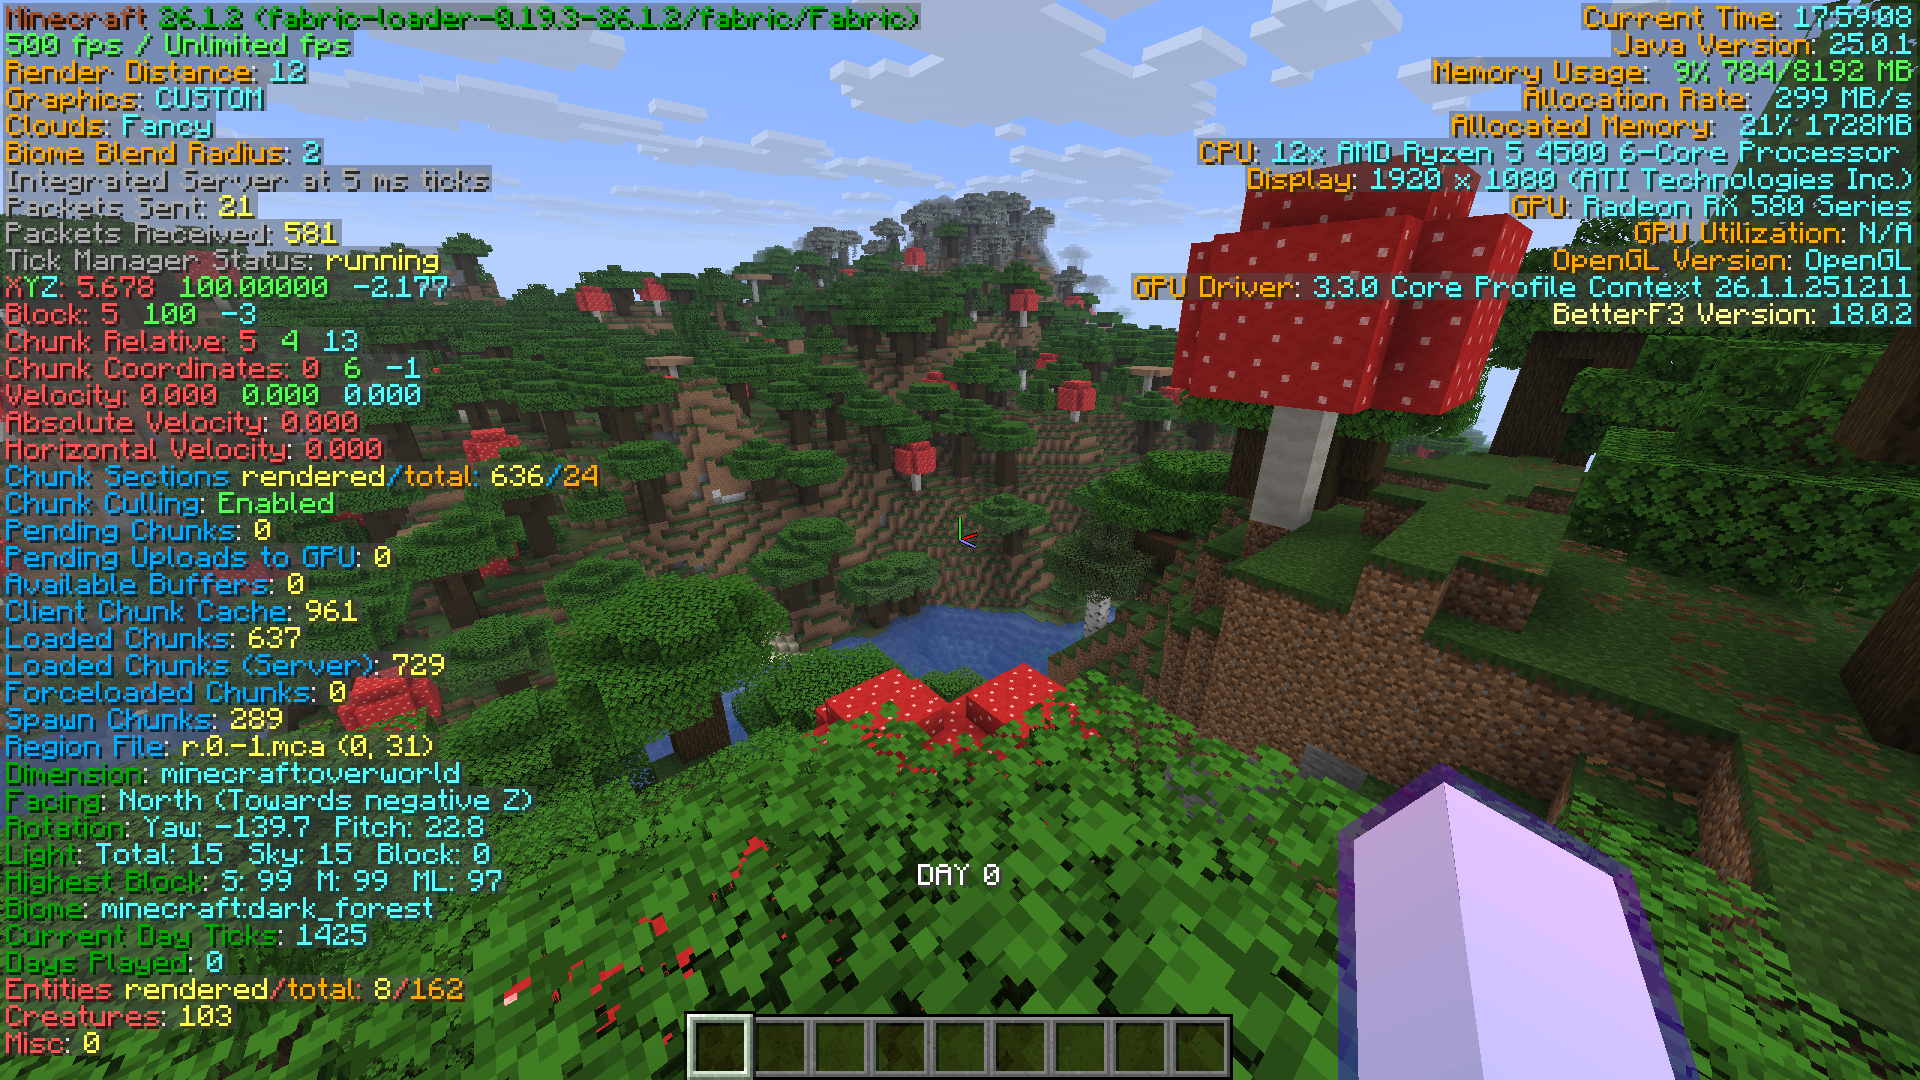 Minecraft 26.1.2 (fabric-loader-0.19.3-26.1.2/fabric/Fabric)
500 fps / Unlimited fps
Render Distance: 12
Graphics: CUSTOM
Clouds: Fancy
Biome Blend Radius: 2
Integrated Server at 5 ms ticks
Packets Sent: 21
Packets Received: 581
Tick Manager Status: running
XYZ: 5.678 100.00000 -2.177
Block: 5 100 -3
Chunk Relative: 5 4 13
Chunk Coordinates: 0 6 -1
Velocity: 0.000 0.000 0.000
Absolute Velocity: 0.000
Horizontal Velocity: 0.000
Chunk Sections rendered/total: 636/24
Chunk Culling: Enabled
Pending Chunks: 0
Pending Uploads to GPU: 0
Available Buffers: 0
Client Chunk Cache: 961
Loaded Chunks: 637
Loaded Chunks (Server): 729
Forceloaded Chunks: 0
Spawn Chunks: 289
Region File: r.0.-1.mca (0, 31)
Dimension: minecraft:overworld
Facing: North (Towards negative Z)
Rotation: Yaw: -139.7 Pitch: 22.8
Light: Total: 15 Sky: 15 Block: 0
Highest Block: S: 99 M: 99 ML: 97
Biome: minecraft:dark_forest
Current Day Ticks: 1425
Days Played: 0
Entities rendered/total: 8/162
Creatures: 103
Misc: 0
Current Time: 17:59:08
Java Version: 25.0.1
Memory Usage: 9% 784/8192 MB
Allocation Rate: 299 MB/s
Allocated Memory: 21% 1728MB
CPU: 12x AMD Ryzen 5 4500 6-Core Processor
Display: 1920 x 1080 (ATI Technologies Inc.)
GPU: Radeon RX 580 Series
GPU Utilization: N/A
OpenGL Version: OpenGL
GPU Driver: 3.3.0 Core Profile Context 26.1.1.251211
BetterF3 Version: 18.0.2
DAY 0